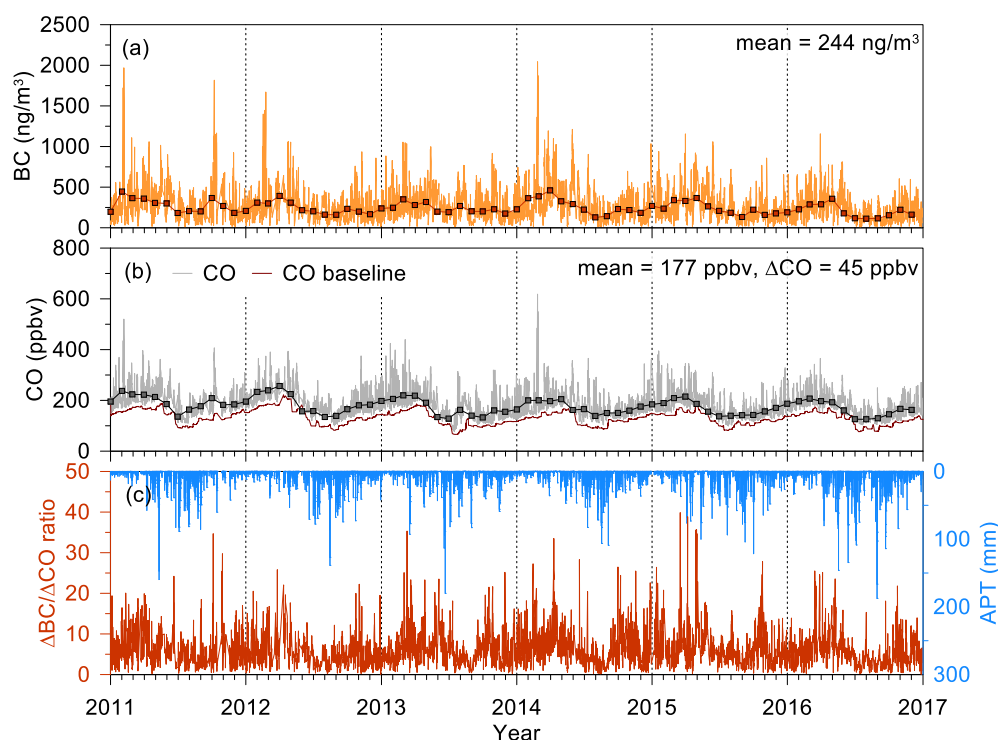 (a)
mean = 244 ng/m³
2500
2000
1500
1000
500
0
BC (ng/m³)
(b)
CO
CO baseline
mean = 177 ppbv, ΔCO = 45 ppbv
800
600
400
200
0
CO (ppbv)
(c)
50
40
30
20
10
0
ΔBC/ΔCO ratio
0
100
200
300
APT (mm)
2011 2012 2013 2014 2015 2016 2017
Year